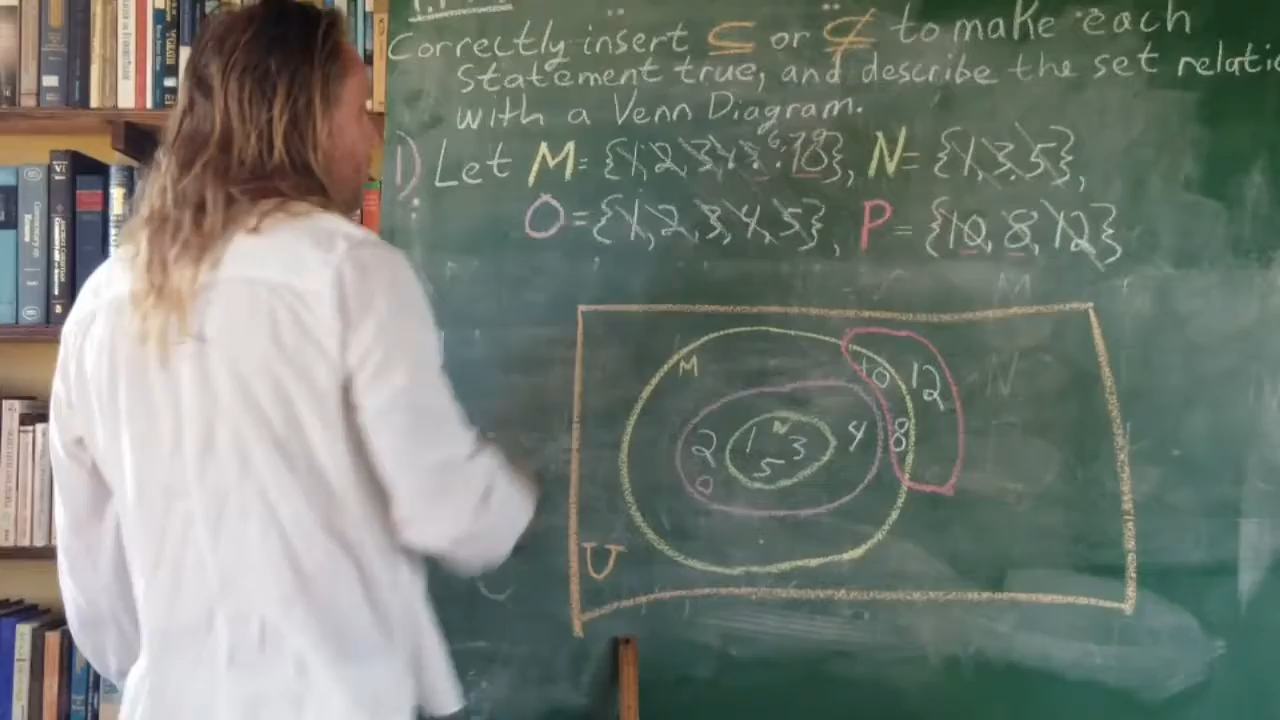 Correctly insert ⊆ or ⊈ to make each
statement true, and describe the set relatio
with a Venn Diagram.
1) Let M = {1, 2, 3, 4, 5, 6, 7, 8, 9, 10}, N = {1, 3, 5},
O = {1, 2, 3, 4, 5}, P = {10, 8, 12}
M
10 12
N
2 1 3 4 8
5
O
U